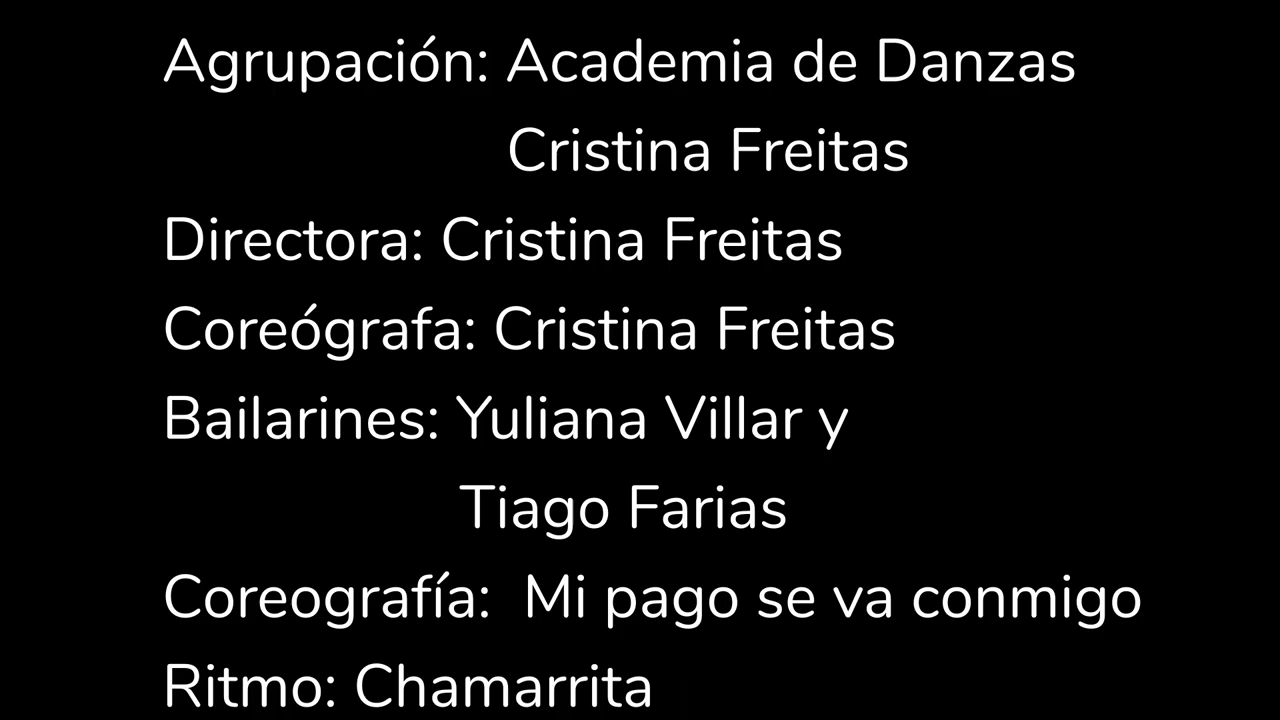 Agrupación: Academia de Danzas
Cristina Freitas
Directora: Cristina Freitas
Coreógrafa: Cristina Freitas
Bailarines: Yuliana Villar y
Tiago Farias
Coreografía: Mi pago se va conmigo
Ritmo: Chamarrita